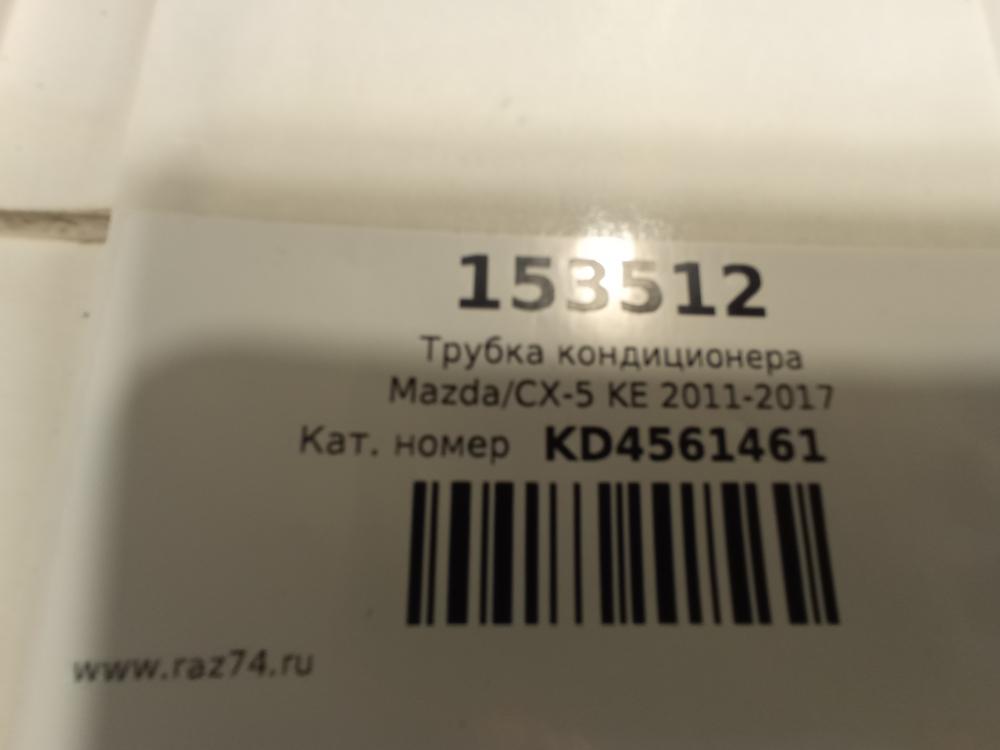 153512
Трубка кондиционера
Mazda/CX-5 KE 2011-2017
Кат. номер KD4561461
www.raz74.ru